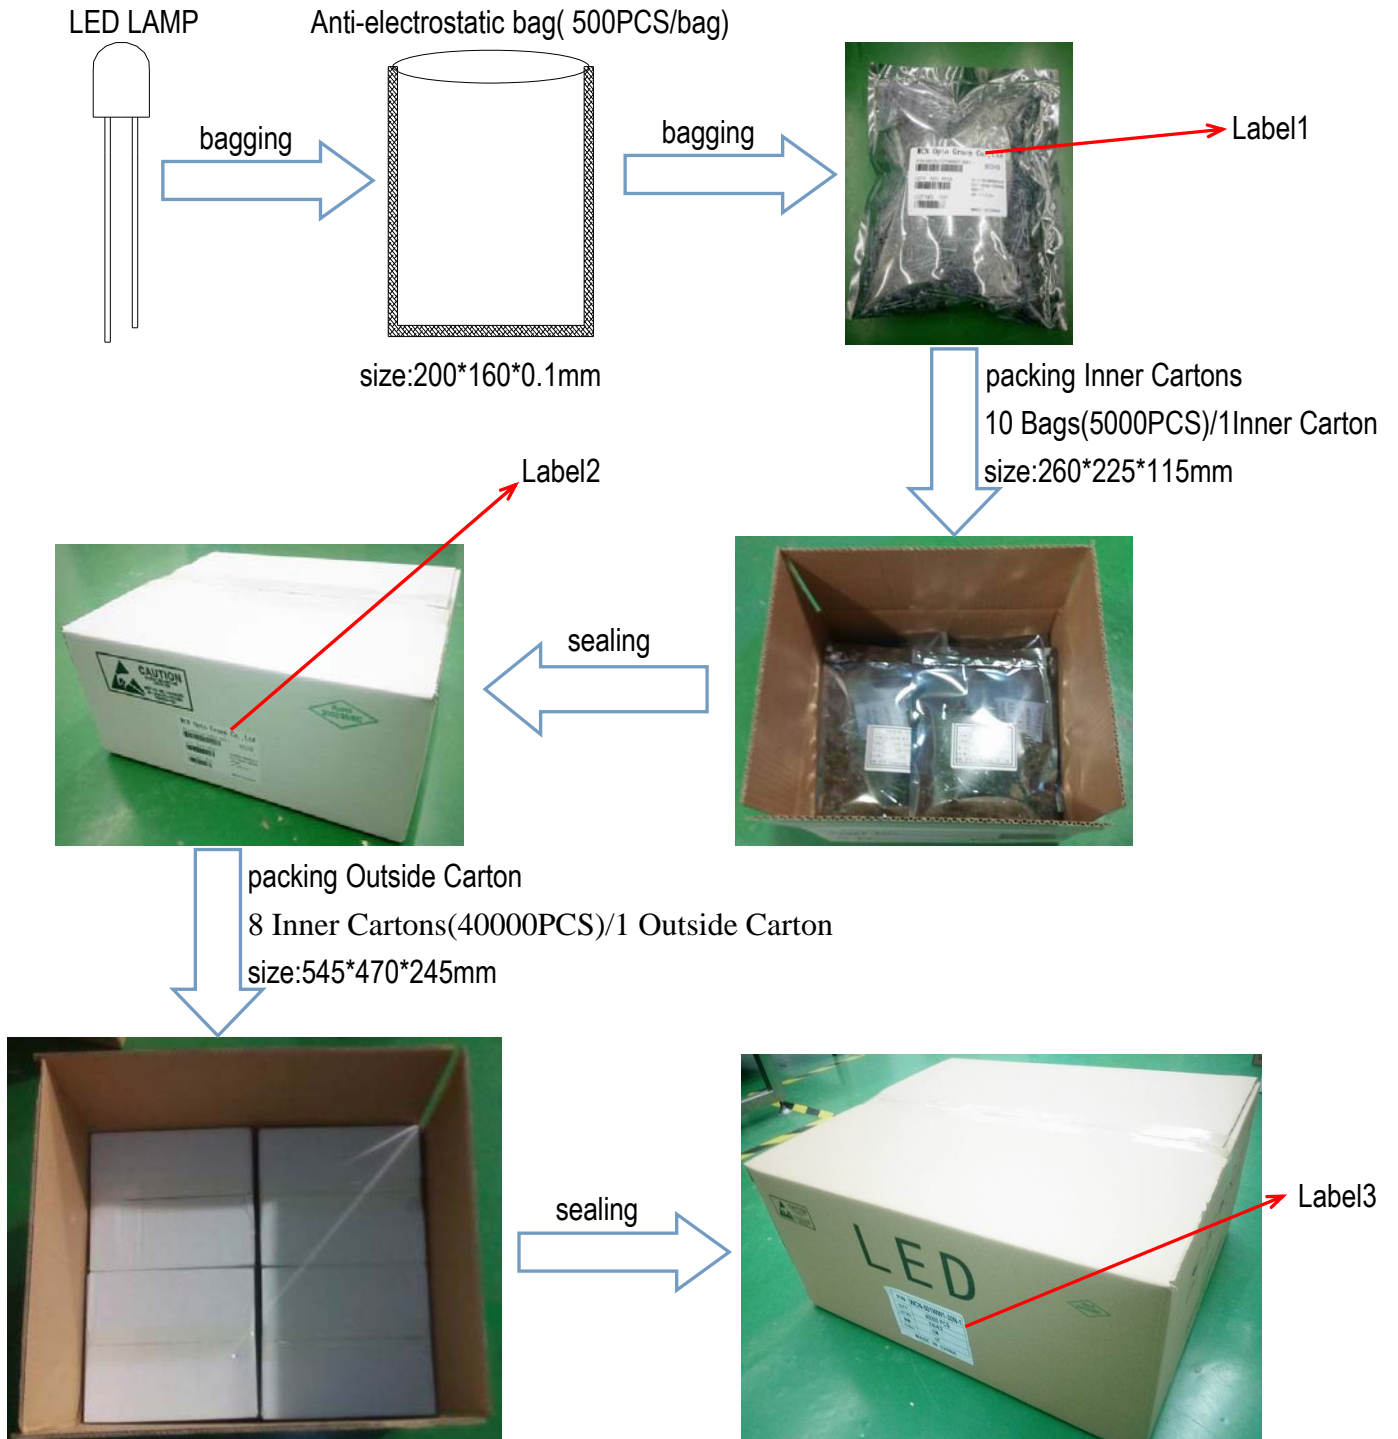 LED LAMP
Anti-electrostatic bag( 500PCS/bag)
bagging
bagging
Label1
size:200*160*0.1mm
packing Inner Cartons
10 Bags(5000PCS)/1Inner Carton
size:260*225*115mm
Label2
sealing
CAUTION
packing Outside Carton
8 Inner Cartons(40000PCS)/1 Outside Carton
size:545*470*245mm
sealing
Label3
LED